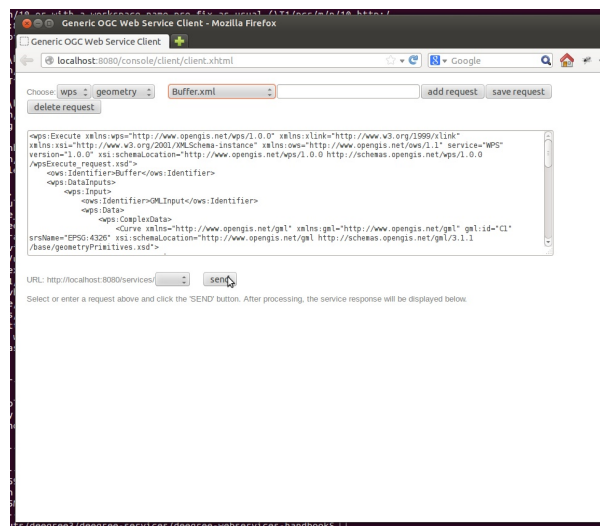 Generic OGC Web Service Client - Mozilla Firefox
Generic OGC Web Service Client
localhost:8080/console/client/client.xhtml
Google
Choose: wps geometry Buffer.xml add request save request
delete request
<wps:Execute xmlns:wps="http://www.opengis.net/wps/1.0.0" xmlns:xlink="http://www.w3.org/1999/xlink"
xmlns:xsi="http://www.w3.org/2001/XMLSchema-instance" xmlns:ows="http://www.opengis.net/ows/1.1" service="WPS"
version="1.0.0" xsi:schemaLocation="http://www.opengis.net/wps/1.0.0 http://schemas.opengis.net/wps/1.0.0
/wpsExecute_request.xsd">
<ows:Identifier>Buffer</ows:Identifier>
<wps:DataInputs>
<wps:Input>
<ows:Identifier>GMLInput</ows:Identifier>
<wps:Data>
<wps:ComplexData>
<Curve xmlns="http://www.opengis.net/gml" xmlns:gml="http://www.opengis.net/gml" gml:id="C1"
srsName="EPSG:4326" xsi:schemaLocation="http://www.opengis.net/gml http://schemas.opengis.net/gml/3.1.1
/base/geometryPrimitives.xsd">
URL: http://localhost:8080/services/ send
Select or enter a request above and click the 'SEND' button. After processing, the service response will be displayed below.